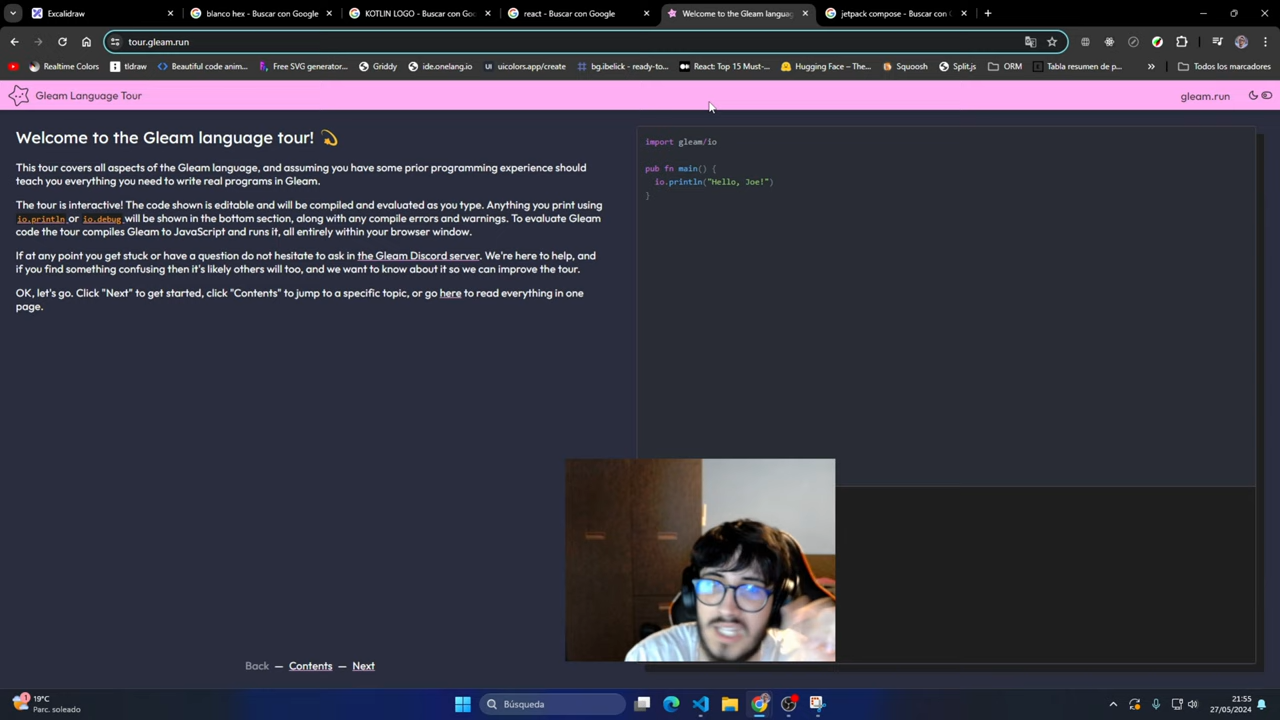 Excalidraw
blanco hex - Buscar con Google
KOTLIN LOGO - Buscar con Goo
react - Buscar con Google
Welcome to the Gleam languag
jetpack compose - Buscar con G
tour.gleam.run
Realtime Colors
tldraw
Beautiful code anim...
Free SVG generator...
Griddy
ide.onelang.io
uicolors.app/create
bg.ibelick - ready-to...
React: Top 15 Must-...
Hugging Face – The...
Squoosh
Split.js
ORM
Tabla resumen de p...
Todos los marcadores
Gleam Language Tour
gleam.run
Welcome to the Gleam language tour! 💫
This tour covers all aspects of the Gleam language, and assuming you have some prior programming experience should
teach you everything you need to write real programs in Gleam.
The tour is interactive! The code shown is editable and will be compiled and evaluated as you type. Anything you print using
io.println or io.debug will be shown in the bottom section, along with any compile errors and warnings. To evaluate Gleam
code the tour compiles Gleam to JavaScript and runs it, all entirely within your browser window.
If at any point you get stuck or have a question do not hesitate to ask in the Gleam Discord server. We're here to help, and
if you find something confusing then it's likely others will too, and we want to know about it so we can improve the tour.
OK, let's go. Click "Next" to get started, click "Contents" to jump to a specific topic, or go here to read everything in one
page.
Back — Contents — Next
import gleam/io
pub fn main() {
io.println("Hello, Joe!")
}
1
19°C
Parc. soleado
Búsqueda
21:55
27/05/2024